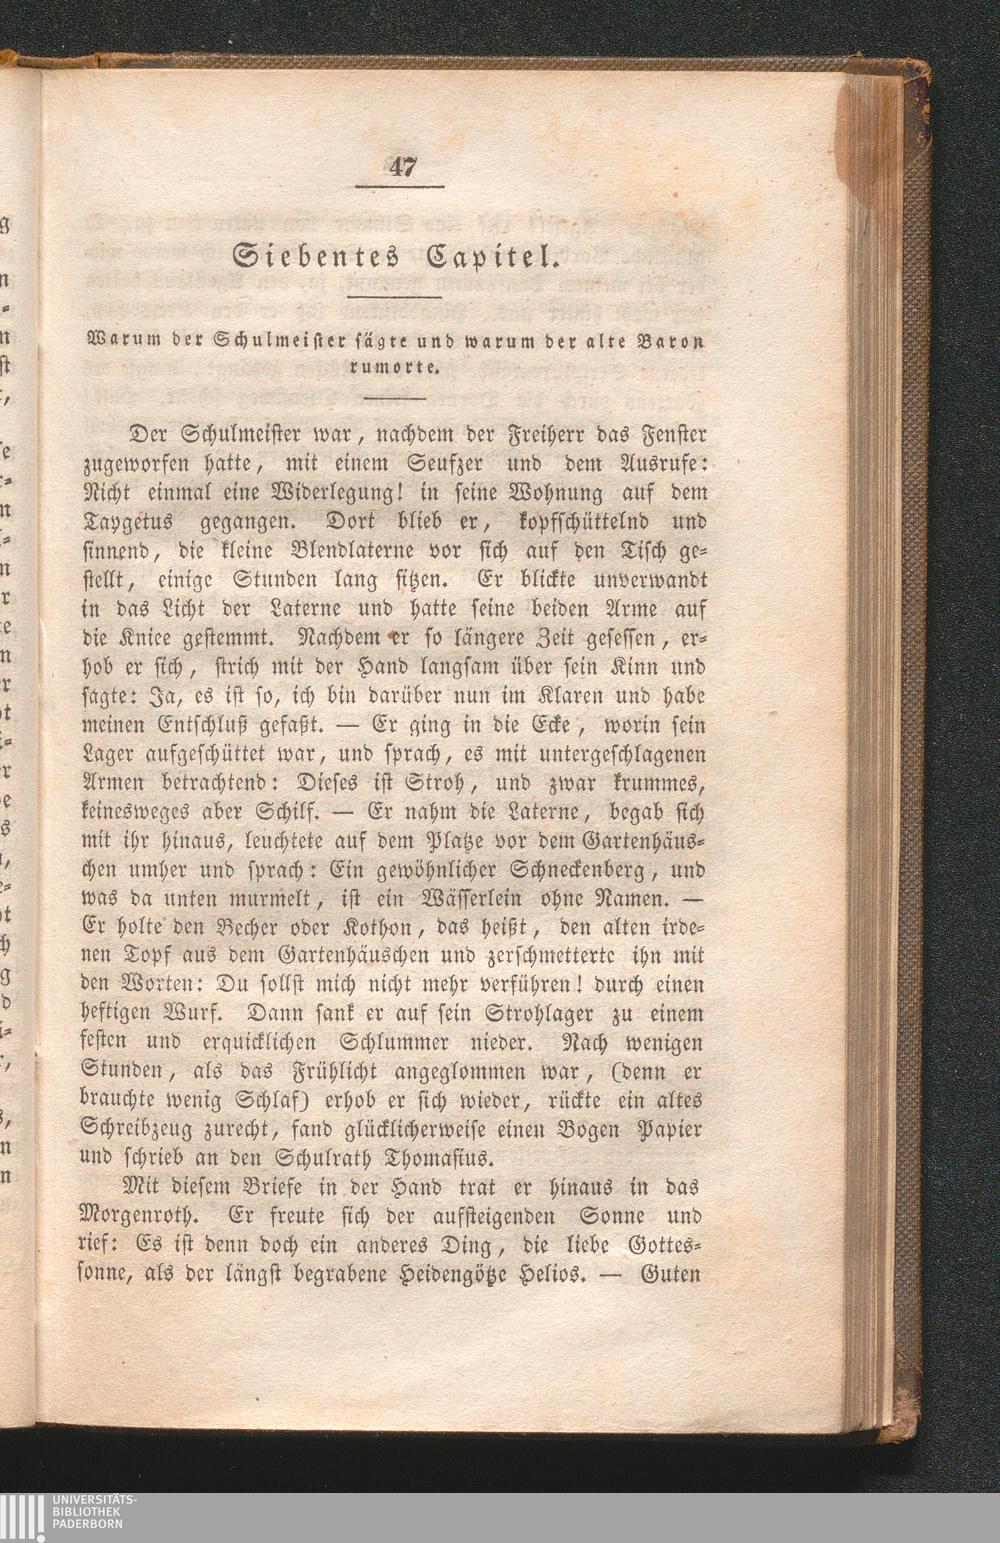 47
Siebentes Capitel.
Warum der Schulmeister sägte und warum der alte Baron
rumorte.
Der Schulmeister war, nachdem der Freiherr das Fenster
zugeworfen hatte, mit einem Seufzer und dem Ausrufe:
Nicht einmal eine Widerlegung! in seine Wohnung auf dem
Taygetus gegangen. Dort blieb er, kopfschüttelnd und
sinnend, die kleine Blendlaterne vor sich auf den Tisch ge-
stellt, einige Stunden lang sitzen. Er blickte unverwandt
in das Licht der Laterne und hatte seine beiden Arme auf
die Kniee gestemmt. Nachdem er so längere Zeit gesessen, er-
hob er sich, strich mit der Hand langsam über sein Kinn und
sagte: Ja, es ist so, ich bin darüber nun im Klaren und habe
meinen Entschluß gefaßt. — Er ging in die Ecke, worin sein
Lager aufgeschüttet war, und sprach, es mit untergeschlagenen
Armen betrachtend: Dieses ist Stroh, und zwar krummes,
keinesweges aber Schilf. — Er nahm die Laterne, begab sich
mit ihr hinaus, leuchtete auf dem Platze vor dem Gartenhäus-
chen umher und sprach: Ein gewöhnlicher Schneckenberg, und
was da unten murmelt, ist ein Wässerlein ohne Namen. —
Er holte den Becher oder Kothon, das heißt, den alten irde-
nen Topf aus dem Gartenhäuschen und zerschmetterte ihn mit
den Worten: Du sollst mich nicht mehr verführen! durch einen
heftigen Wurf. Dann sank er auf sein Strohlager zu einem
festen und erquicklichen Schlummer nieder. Nach wenigen
Stunden, als das Frühlicht angeglommen war, (denn er
brauchte wenig Schlaf) erhob er sich wieder, rückte ein altes
Schreibzeug zurecht, fand glücklicherweise einen Bogen Papier
und schrieb an den Schulrath Thomasius.
Mit diesem Briefe in der Hand trat er hinaus in das
Morgenroth. Er freute sich der aufsteigenden Sonne und
rief: Es ist denn doch ein anderes Ding, die liebe Gottes-
sonne, als der längst begrabene Heidengötze Helios. — Guten
UNIVERSITÄTS-
BIBLIOTHEK
PADERBORN